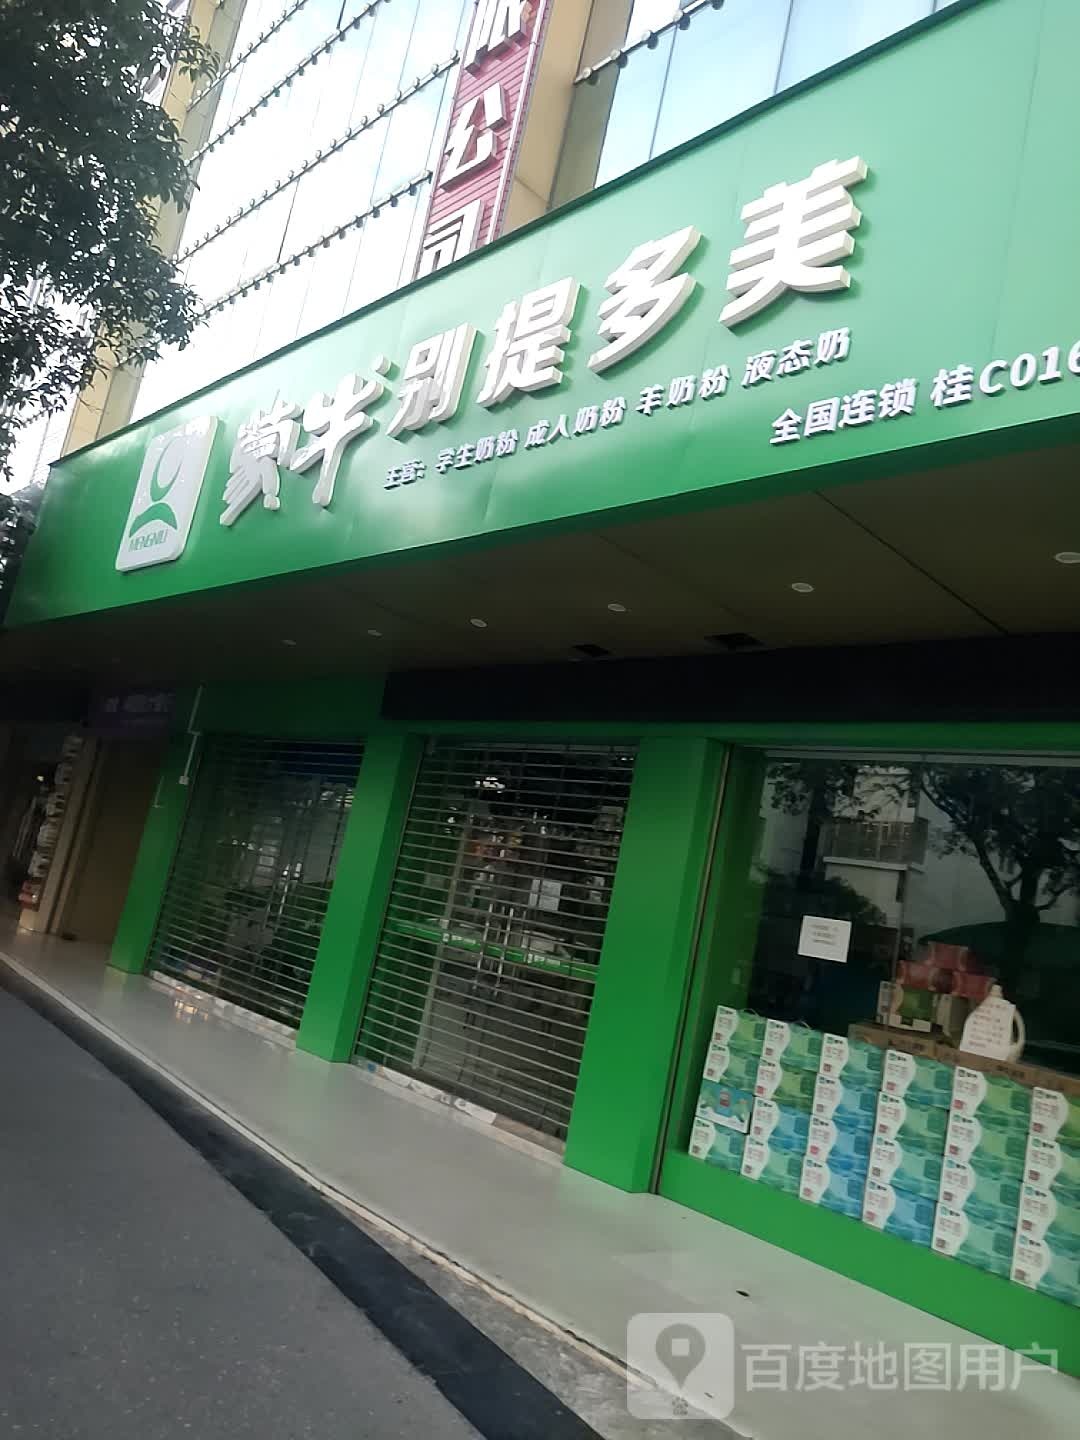 限公司
蒙牛别提多美
主营：学生奶粉 成人奶粉 羊奶粉 液态奶
全国连锁 桂C016
MENGNIU
百度地图用户